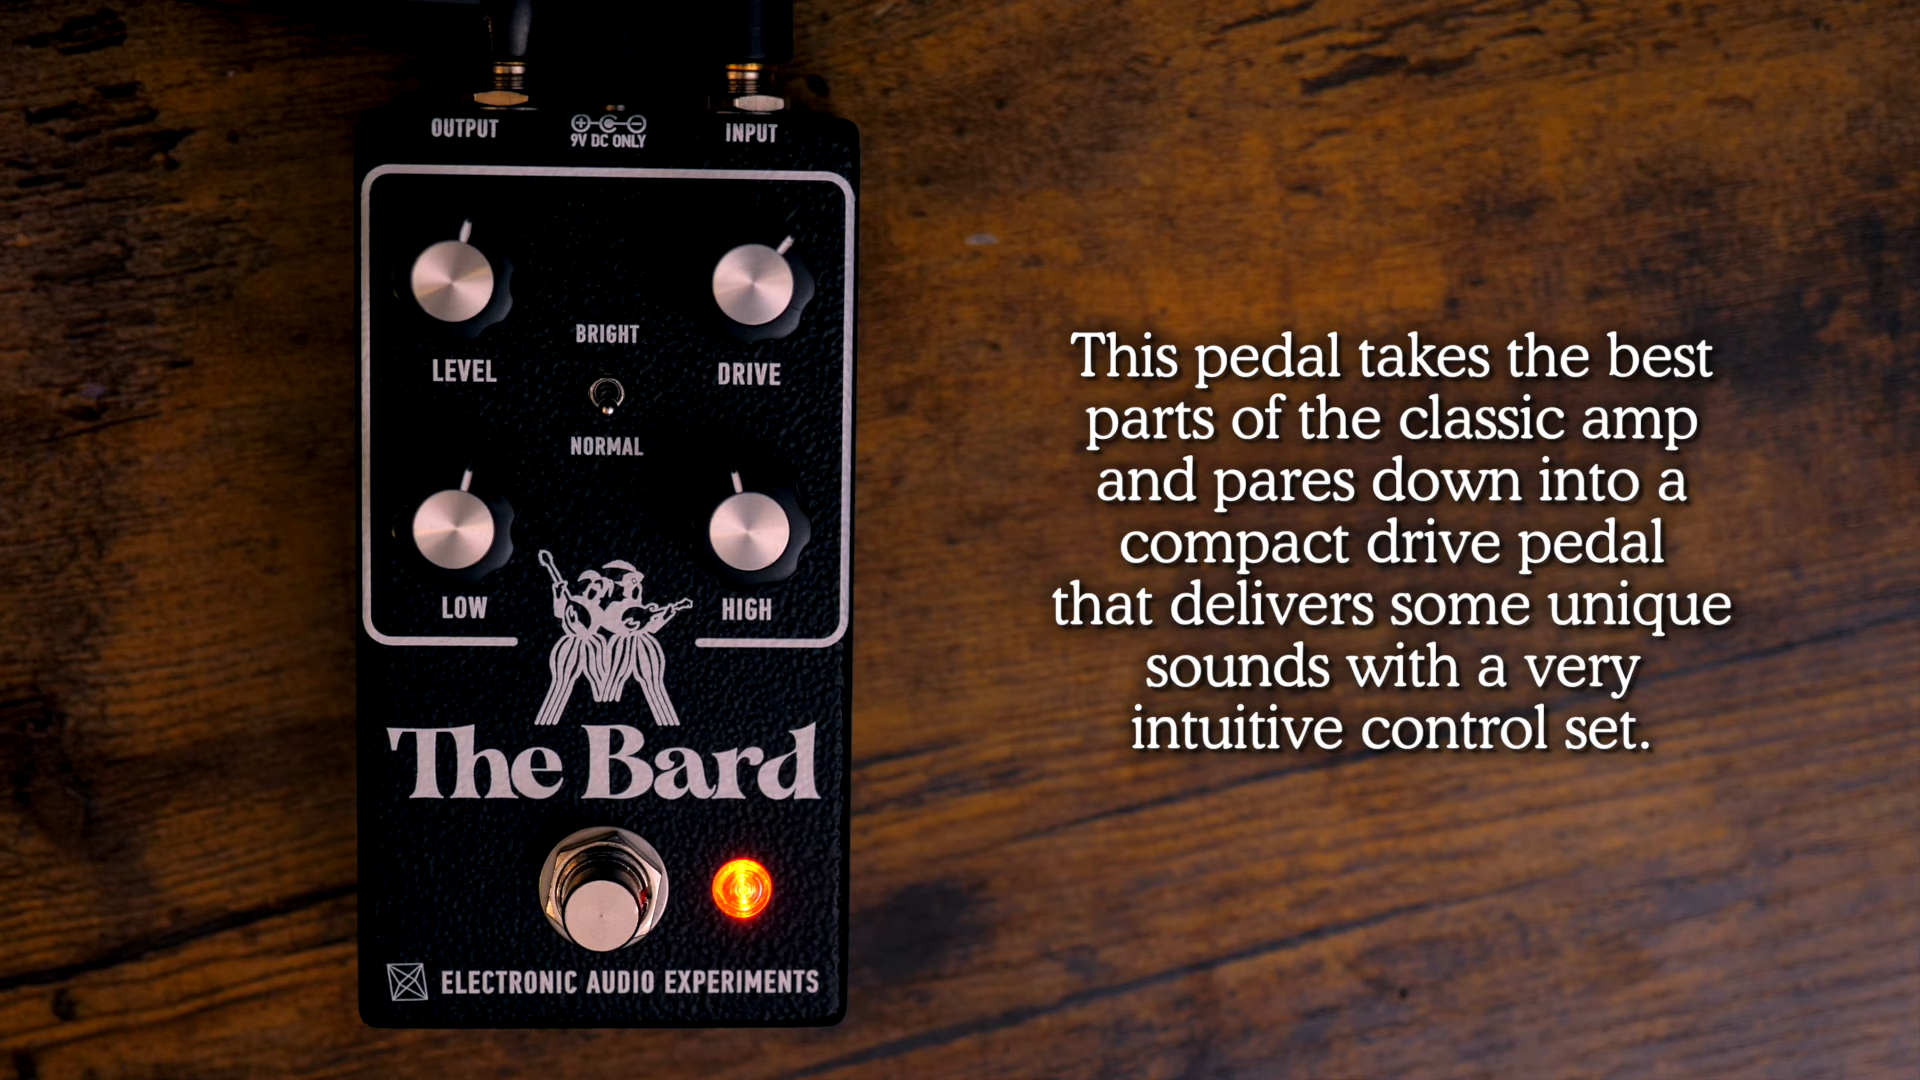 OUTPUT
9V DC ONLY
INPUT
LEVEL
BRIGHT
NORMAL
DRIVE
LOW
HIGH
The Bard
ELECTRONIC AUDIO EXPERIMENTS
This pedal takes the best
parts of the classic amp
and pares down into a
compact drive pedal
that delivers some unique
sounds with a very
intuitive control set.